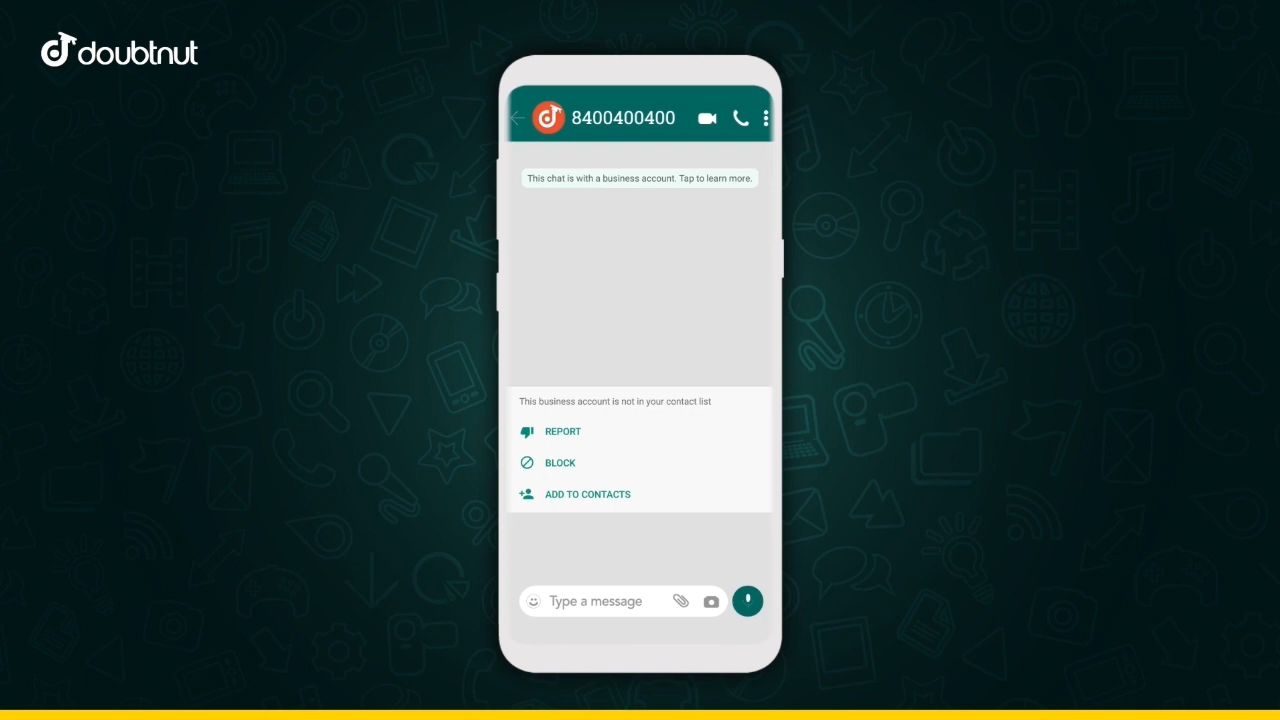 doubtnut
8400400400
This chat is with a business account. Tap to learn more.
This business account is not in your contact list
REPORT
BLOCK
ADD TO CONTACTS
Type a message